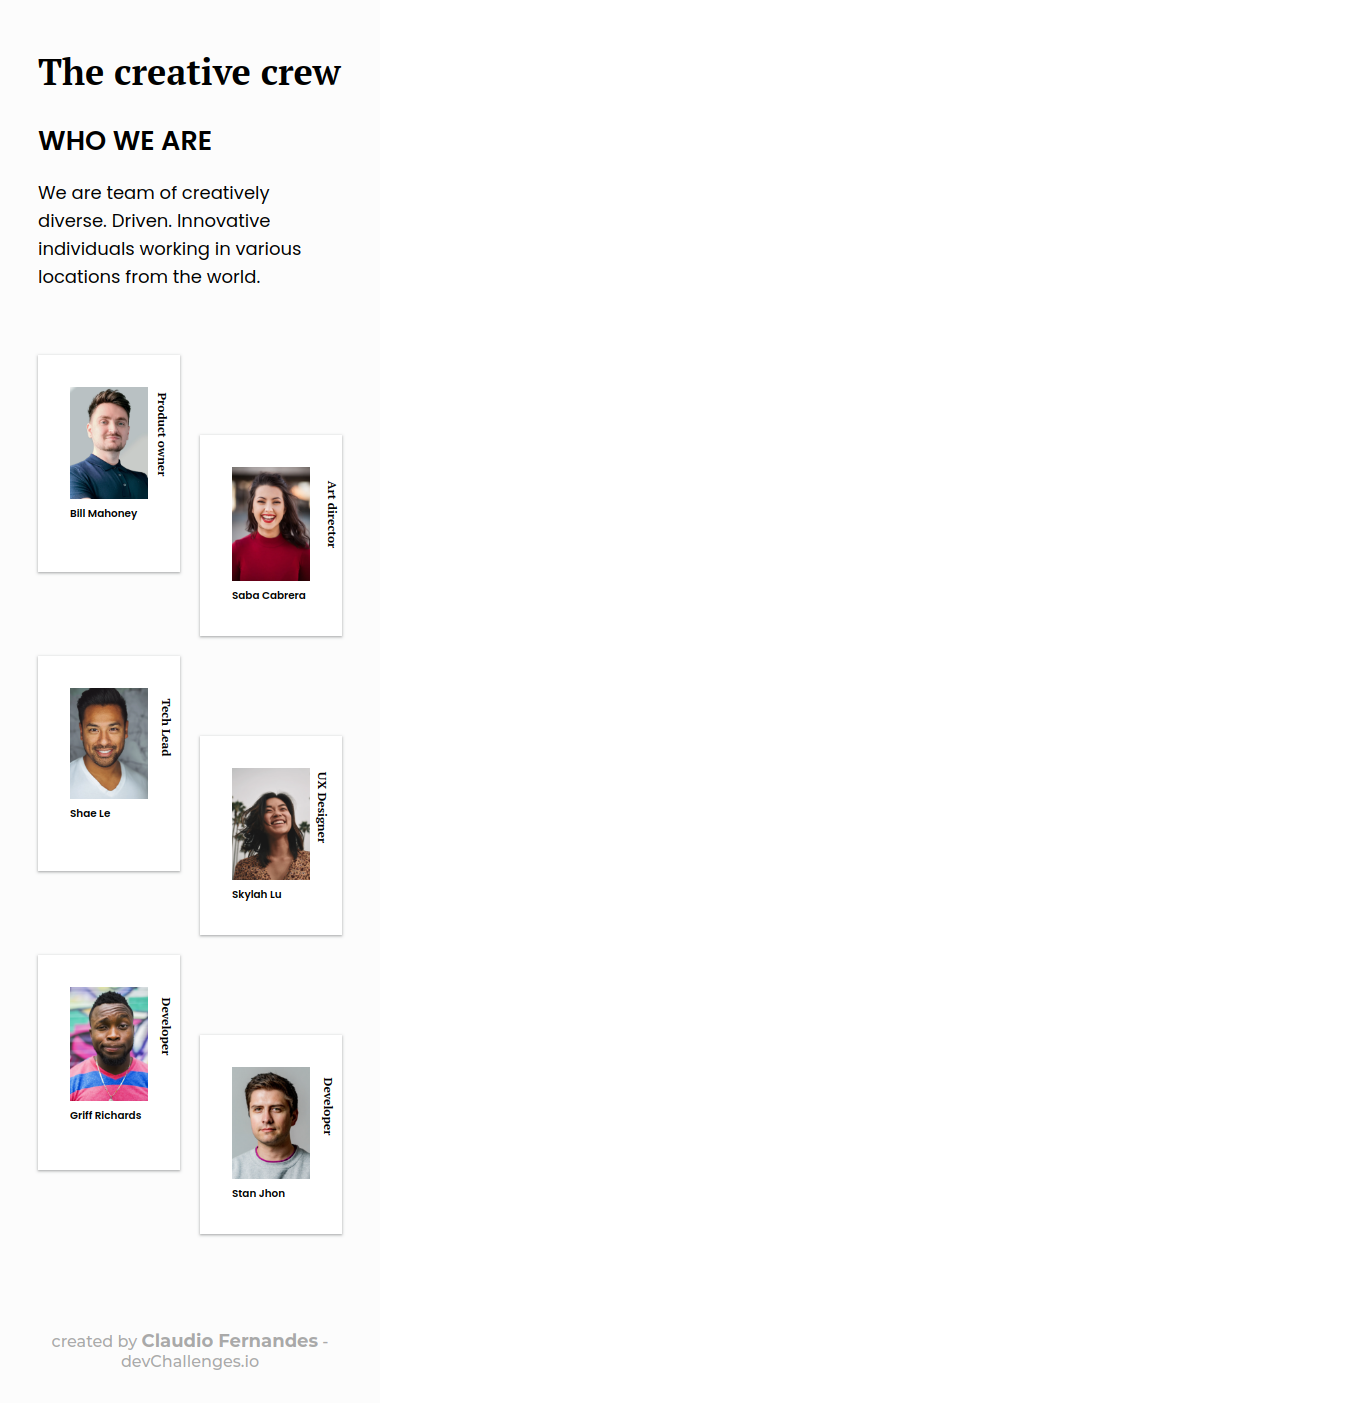 The creative crew
WHO WE ARE
We are team of creatively
diverse. Driven. Innovative
individuals working in various
locations from the world.
Product owner
Bill Mahoney
Art director
Saba Cabrera
Tech Lead
Shae Le
UX Designer
Skylah Lu
Developer
Griff Richards
Developer
Stan Jhon
created by Claudio Fernandes -
devChallenges.io